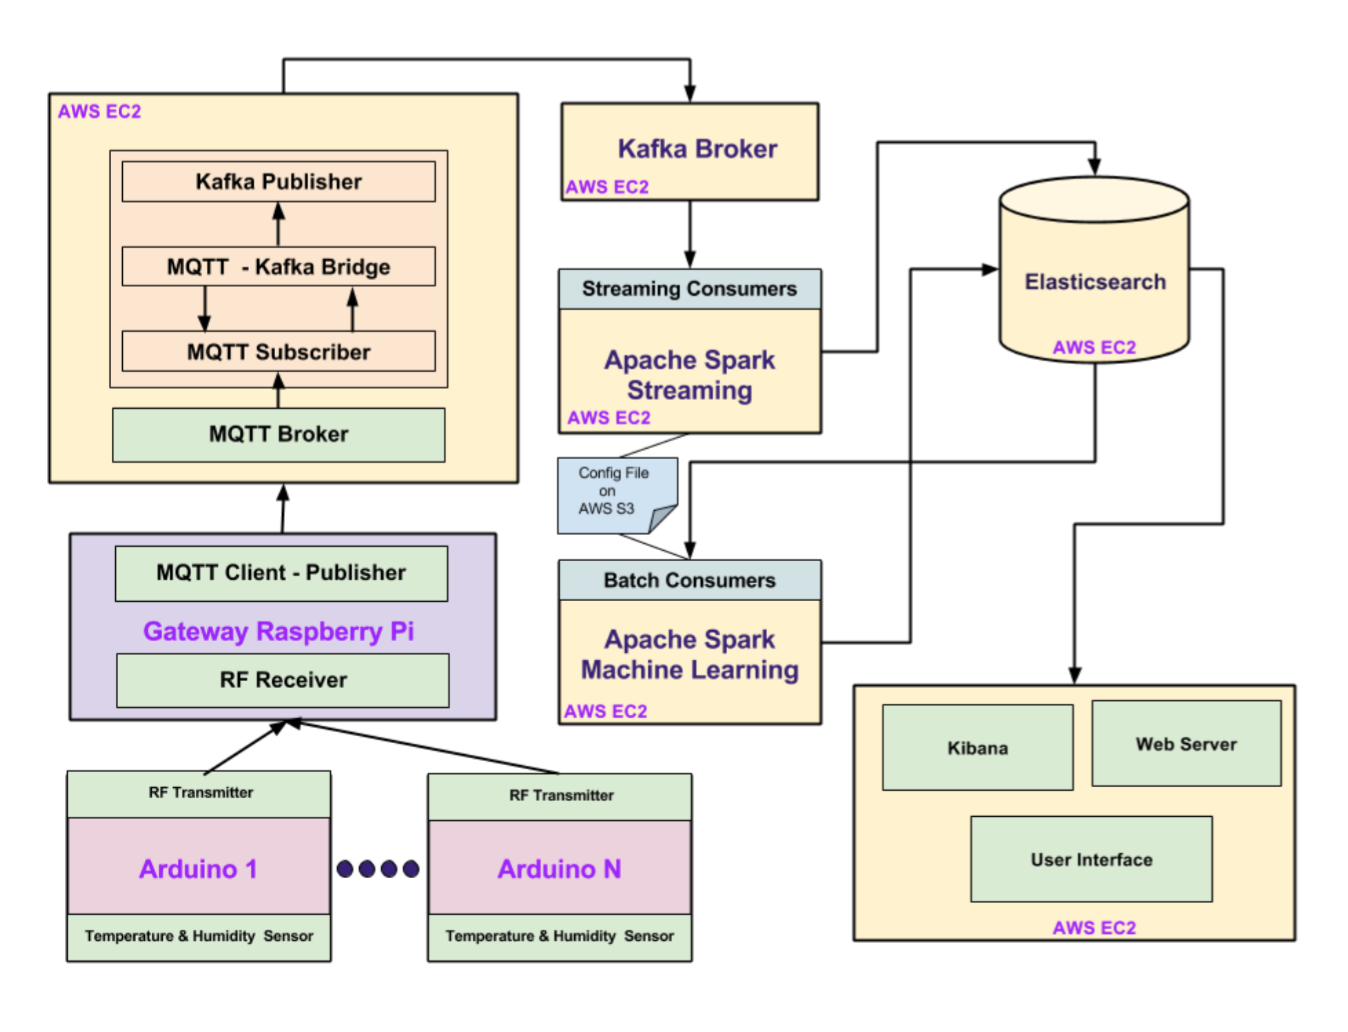 AWS EC2
Kafka Publisher
MQTT - Kafka Bridge
MQTT Subscriber
MQTT Broker
MQTT Client - Publisher
Gateway Raspberry Pi
RF Receiver
RF Transmitter
Arduino 1
Temperature & Humidity Sensor
RF Transmitter
Arduino N
Temperature & Humidity Sensor
Kafka Broker
AWS EC2
Streaming Consumers
Apache Spark
Streaming
AWS EC2
Config File
on
AWS S3
Batch Consumers
Apache Spark
Machine Learning
AWS EC2
Elasticsearch
AWS EC2
Kibana
Web Server
User Interface
AWS EC2